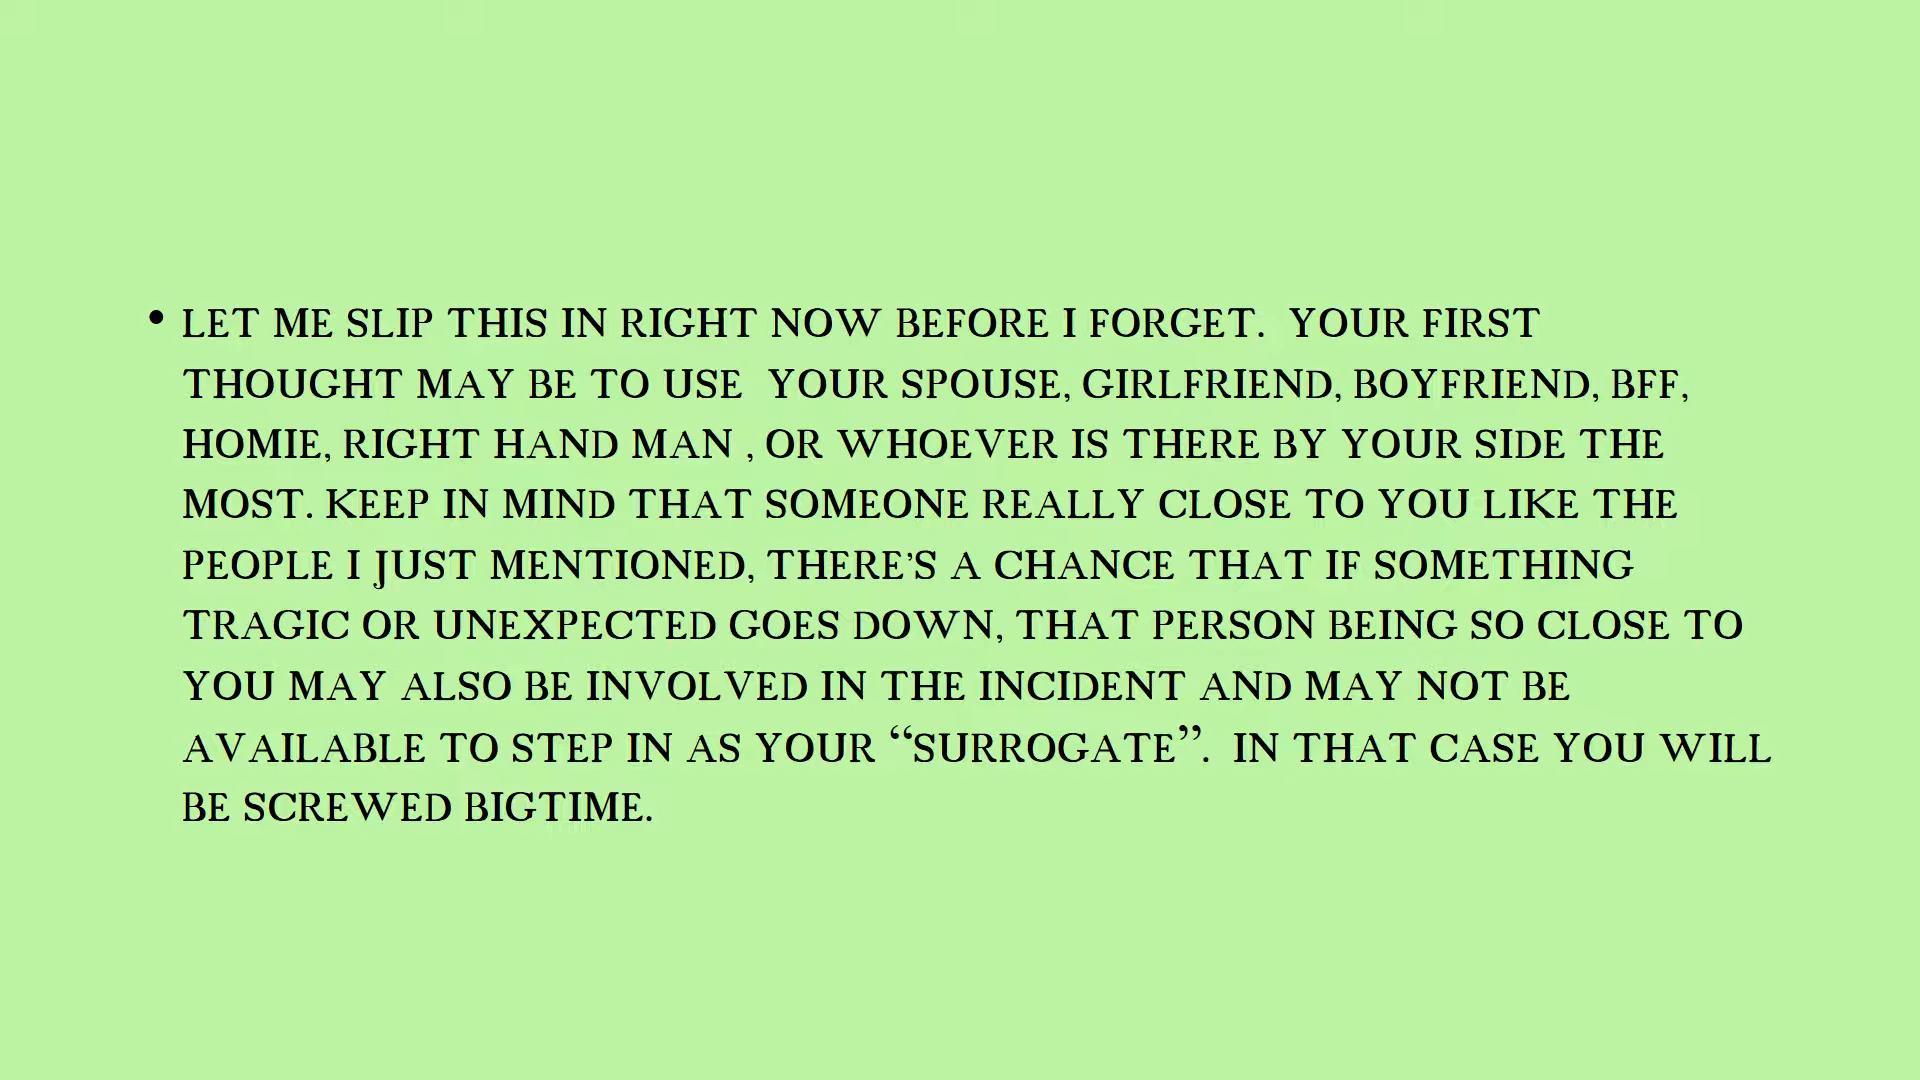 • LET ME SLIP THIS IN RIGHT NOW BEFORE I FORGET.  YOUR FIRST
THOUGHT MAY BE TO USE  YOUR SPOUSE, GIRLFRIEND, BOYFRIEND, BFF,
HOMIE, RIGHT HAND MAN , OR WHOEVER IS THERE BY YOUR SIDE THE
MOST. KEEP IN MIND THAT SOMEONE REALLY CLOSE TO YOU LIKE THE
PEOPLE I JUST MENTIONED, THERE’S A CHANCE THAT IF SOMETHING
TRAGIC OR UNEXPECTED GOES DOWN, THAT PERSON BEING SO CLOSE TO
YOU MAY ALSO BE INVOLVED IN THE INCIDENT AND MAY NOT BE
AVAILABLE TO STEP IN AS YOUR “SURROGATE”.  IN THAT CASE YOU WILL
BE SCREWED BIGTIME.